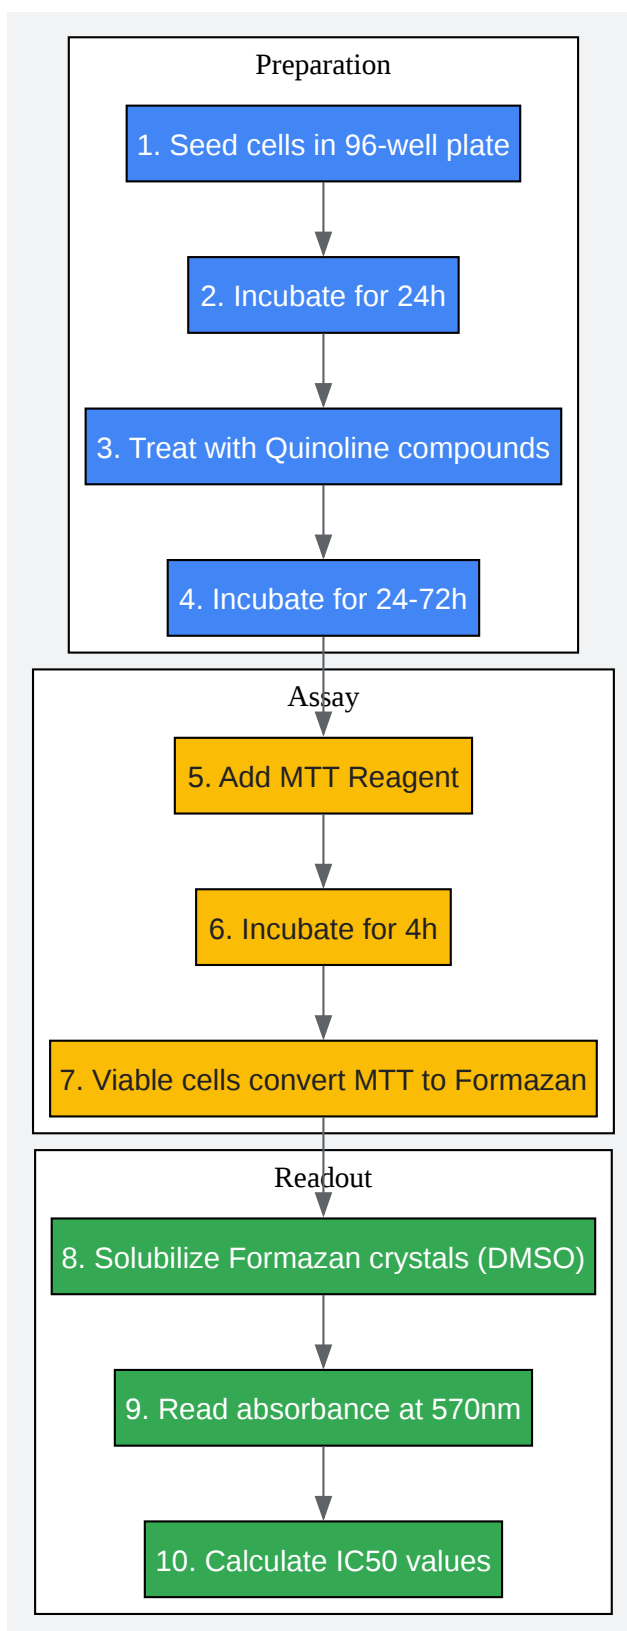 Preparation
1. Seed cells in 96-well plate
2. Incubate for 24h
3. Treat with Quinoline compounds
4. Incubate for 24-72h
Assay
5. Add MTT Reagent
6. Incubate for 4h
7. Viable cells convert MTT to Formazan
Readout
8. Solubilize Formazan crystals (DMSO)
9. Read absorbance at 570nm
10. Calculate IC50 values